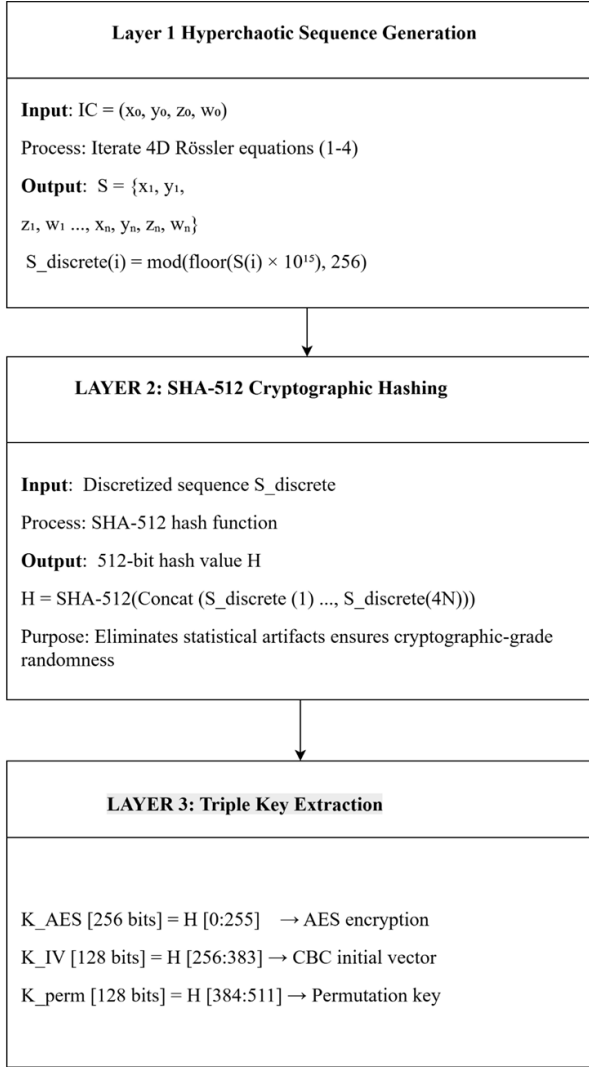 Layer 1 Hyperchaotic Sequence Generation
Input: IC = (x₀, y₀, z₀, w₀)
Process: Iterate 4D Rössler equations (1-4)
Output: S = {x₁, y₁,
z₁, w₁ ..., xₙ, yₙ, zₙ, wₙ}
S_discrete(i) = mod(floor(S(i) × 10¹⁵), 256)
LAYER 2: SHA-512 Cryptographic Hashing
Input: Discretized sequence S_discrete
Process: SHA-512 hash function
Output: 512-bit hash value H
H = SHA-512(Concat (S_discrete (1) ..., S_discrete(4N)))
Purpose: Eliminates statistical artifacts ensures cryptographic-grade
randomness
LAYER 3: Triple Key Extraction
K_AES [256 bits] = H [0:255] → AES encryption
K_IV [128 bits] = H [256:383] → CBC initial vector
K_perm [128 bits] = H [384:511] → Permutation key